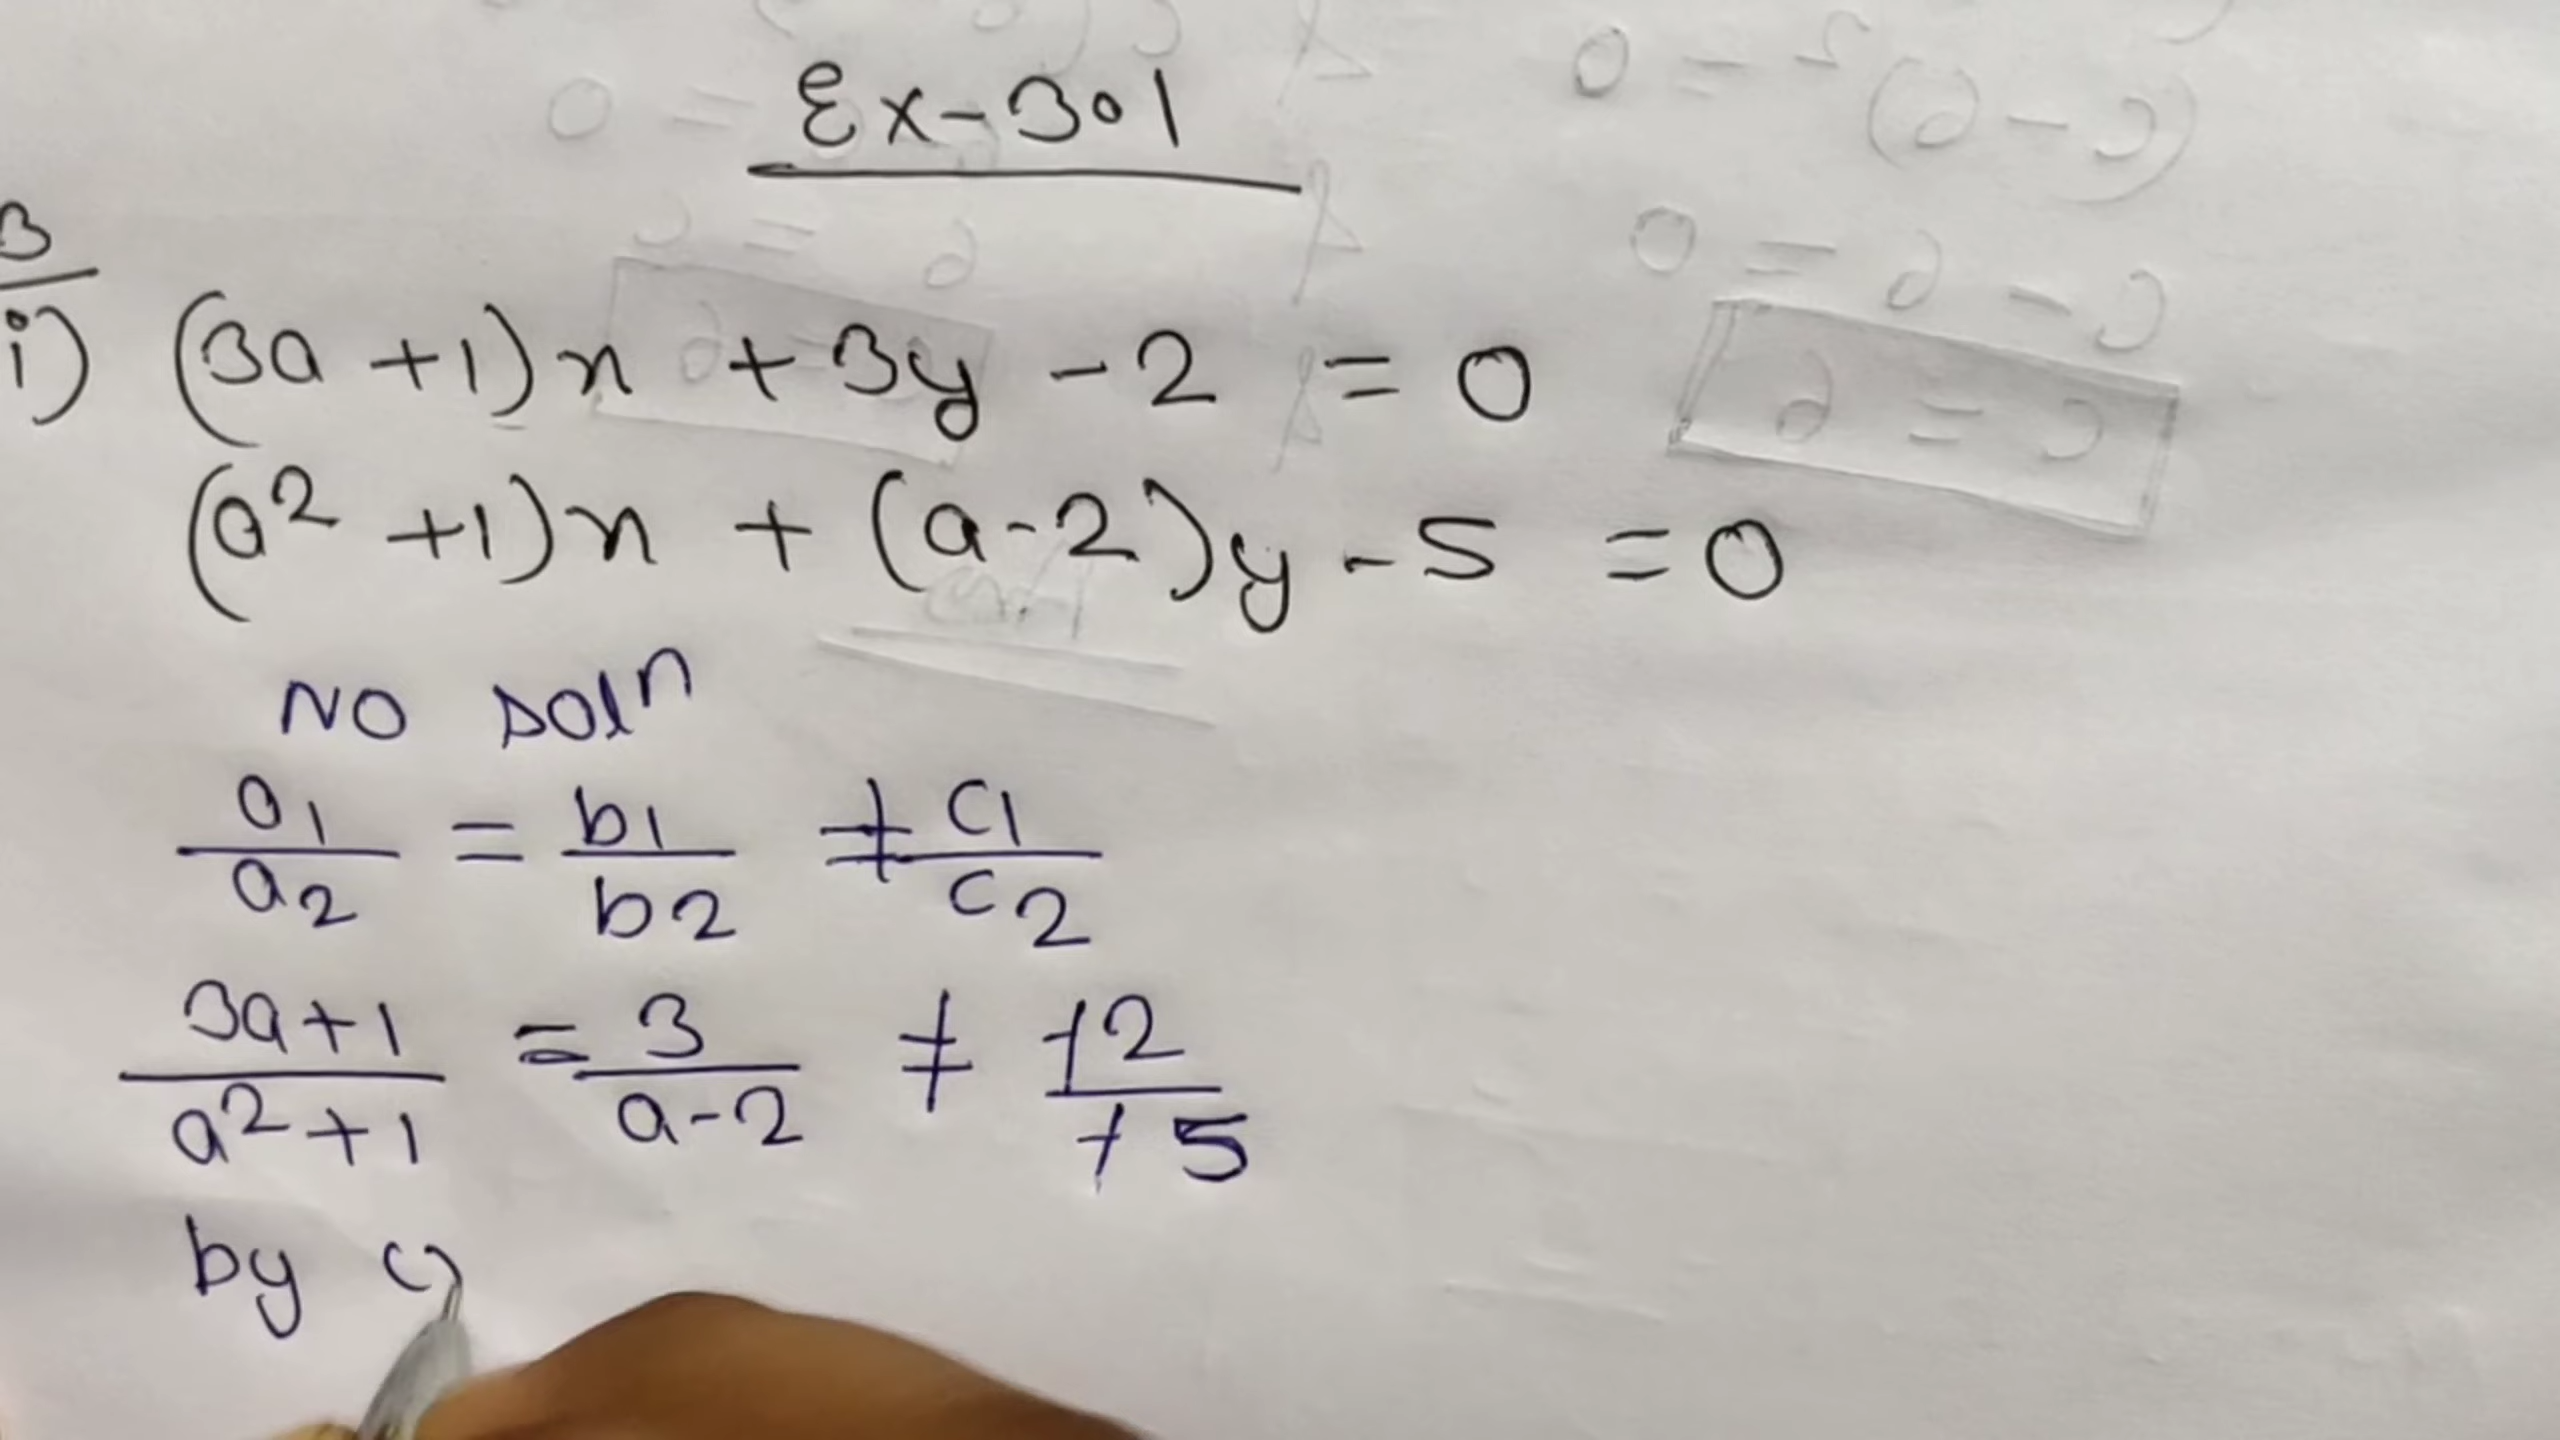 Ex-3.1
3
i) (3a+1)x + 3y - 2 = 0
(a² + 1)x + (a-2)y - 5 = 0
NO solⁿ
a1/a2 = b1/b2 ≠ c1/c2
3a+1/a²+1 = 3/a-2 ≠ -2/-5
by